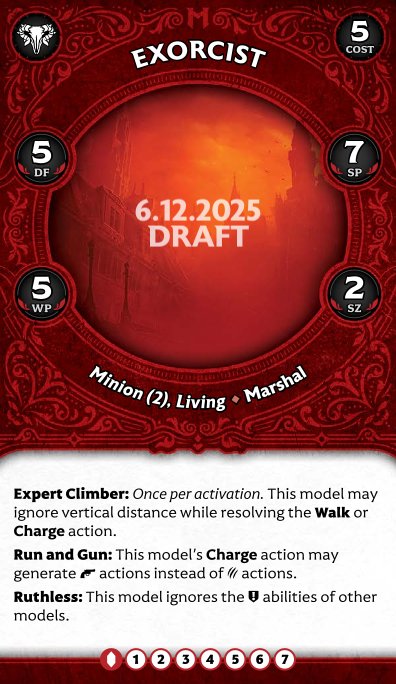 M
5
COST
EXORCIST
5
DF
7
SP
6.12.2025
DRAFT
5
WP
2
SZ
Minion (2), Living • Marshal
Expert Climber: Once per activation. This model may
ignore vertical distance while resolving the Walk or
Charge action.
Run and Gun: This model's Charge action may
generate actions instead of actions.
Ruthless: This model ignores the abilities of other
models.
1 2 3 4 5 6 7